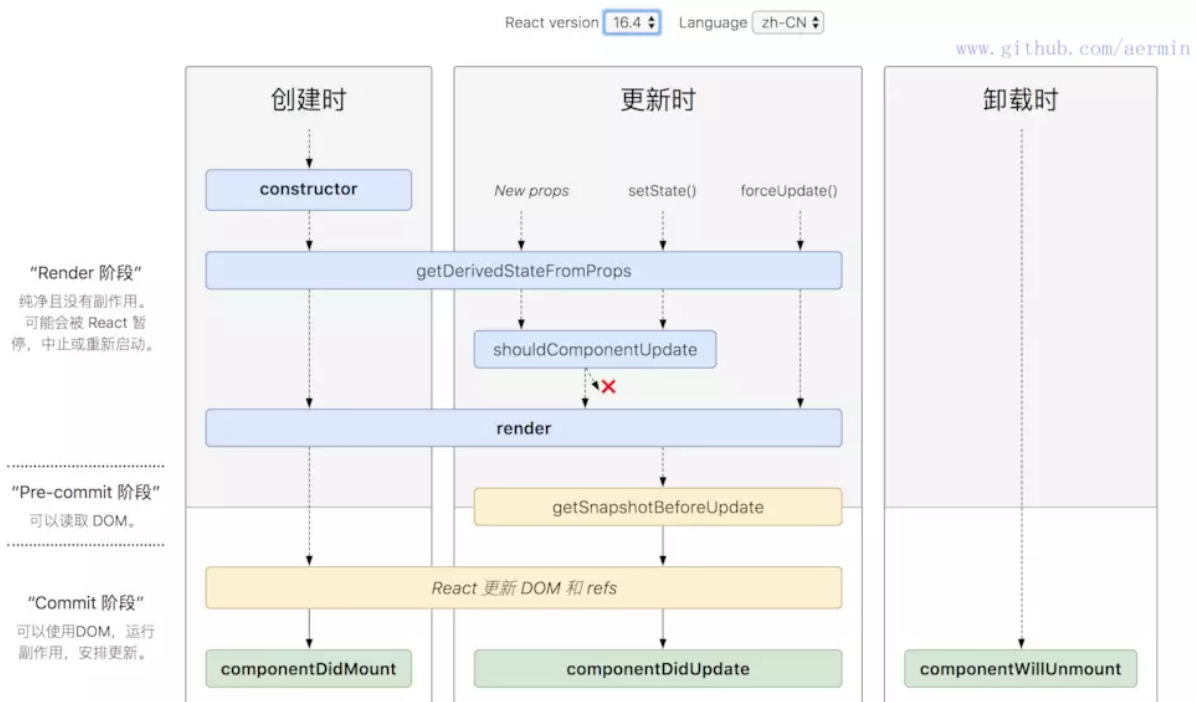 React version 16.4 Language zh-CN
www.github.com/aermin
创建时
更新时
卸载时
constructor
New props
setState()
forceUpdate()
“Render 阶段”
纯净且没有副作用。
可能会被 React 暂
停，中止或重新启动。
getDerivedStateFromProps
shouldComponentUpdate
render
“Pre-commit 阶段”
可以读取 DOM。
getSnapshotBeforeUpdate
React 更新 DOM 和 refs
“Commit 阶段”
可以使用DOM，运行
副作用，安排更新。
componentDidMount
componentDidUpdate
componentWillUnmount